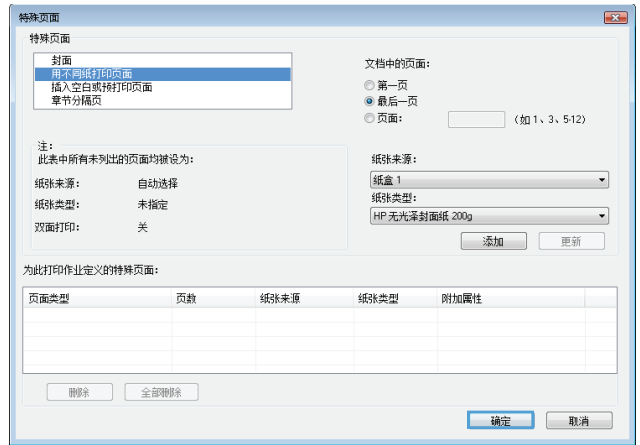 特殊页面
特殊页面
封面
用不同纸打印页面
插入空白或预打印页面
章节分隔页
文档中的页面:
第一页
最后一页
页面:
(如 1、3、5-12)
注:
此表中所有未列出的页面均被设为:
纸张来源: 自动选择
纸张类型: 未指定
双面打印: 关
纸张来源:
纸盒 1
纸张类型:
HP 无光泽封面纸 200g
添加 更新
为此打印作业定义的特殊页面:
页面类型 页数 纸张来源 纸张类型 附加属性
删除 全部删除
确定 取消